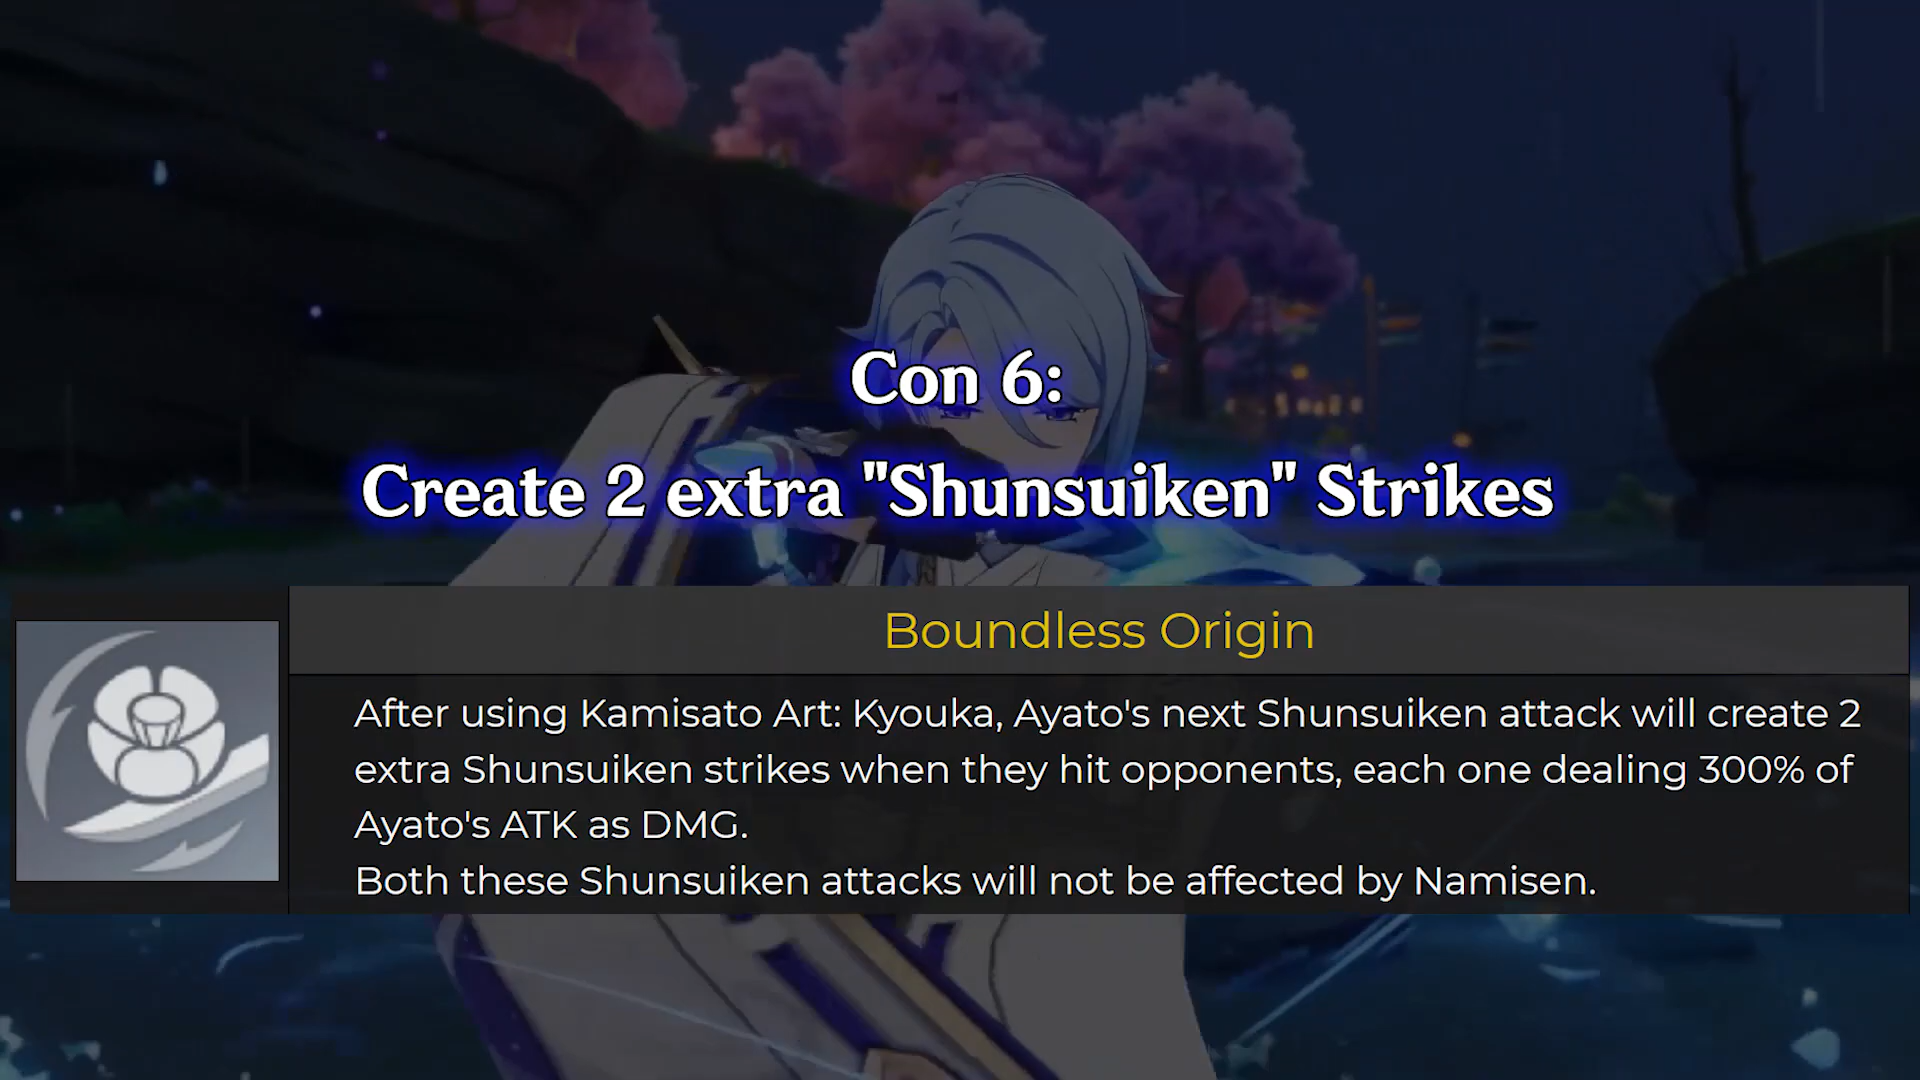 Con 6:
Create 2 extra "Shunsuiken" Strikes
Boundless Origin
After using Kamisato Art: Kyouka, Ayato's next Shunsuiken attack will create 2
extra Shunsuiken strikes when they hit opponents, each one dealing 300% of
Ayato's ATK as DMG.
Both these Shunsuiken attacks will not be affected by Namisen.